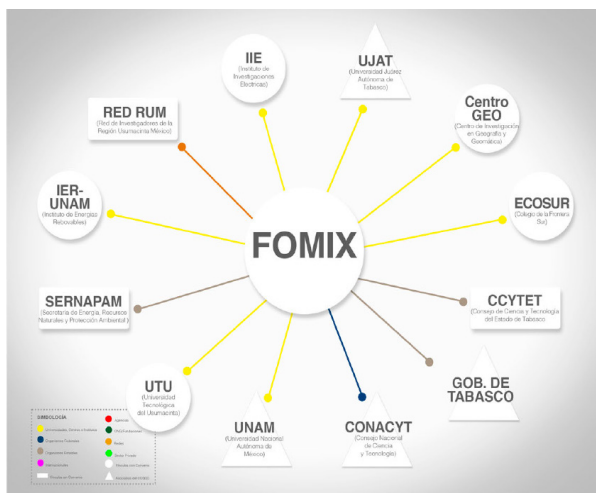 IIE
(Instituto de
Investigaciones
Electricas)
UJAT
(Universidad Juárez
Autónoma de
Tabasco)
RED RUM
(Red de Investigadores de la
Región Usumacinta México)
Centro
GEO
(Centro de Investigación
en Geografía y
Geomática)
IER-
UNAM
(Instituto de Energías
Renovables)
ECOSUR
(Colegio de la Frontera
Sur)
FOMIX
SERNAPAM
(Secretaría de Energía, Recursos
Naturales y Protección Ambiental)
CCYTET
(Consejo de Ciencia y Tecnología
del Estado de Tabasco
GOB. DE
TABASCO
UTU
(Universidad
Tecnológica
del Usumacinta)
UNAM
(Universidad Nacional
Autónoma de
México)
CONACYT
(Consejo Nacional
de Ciencia
y Tecnología)
SIMBOLOGÍA